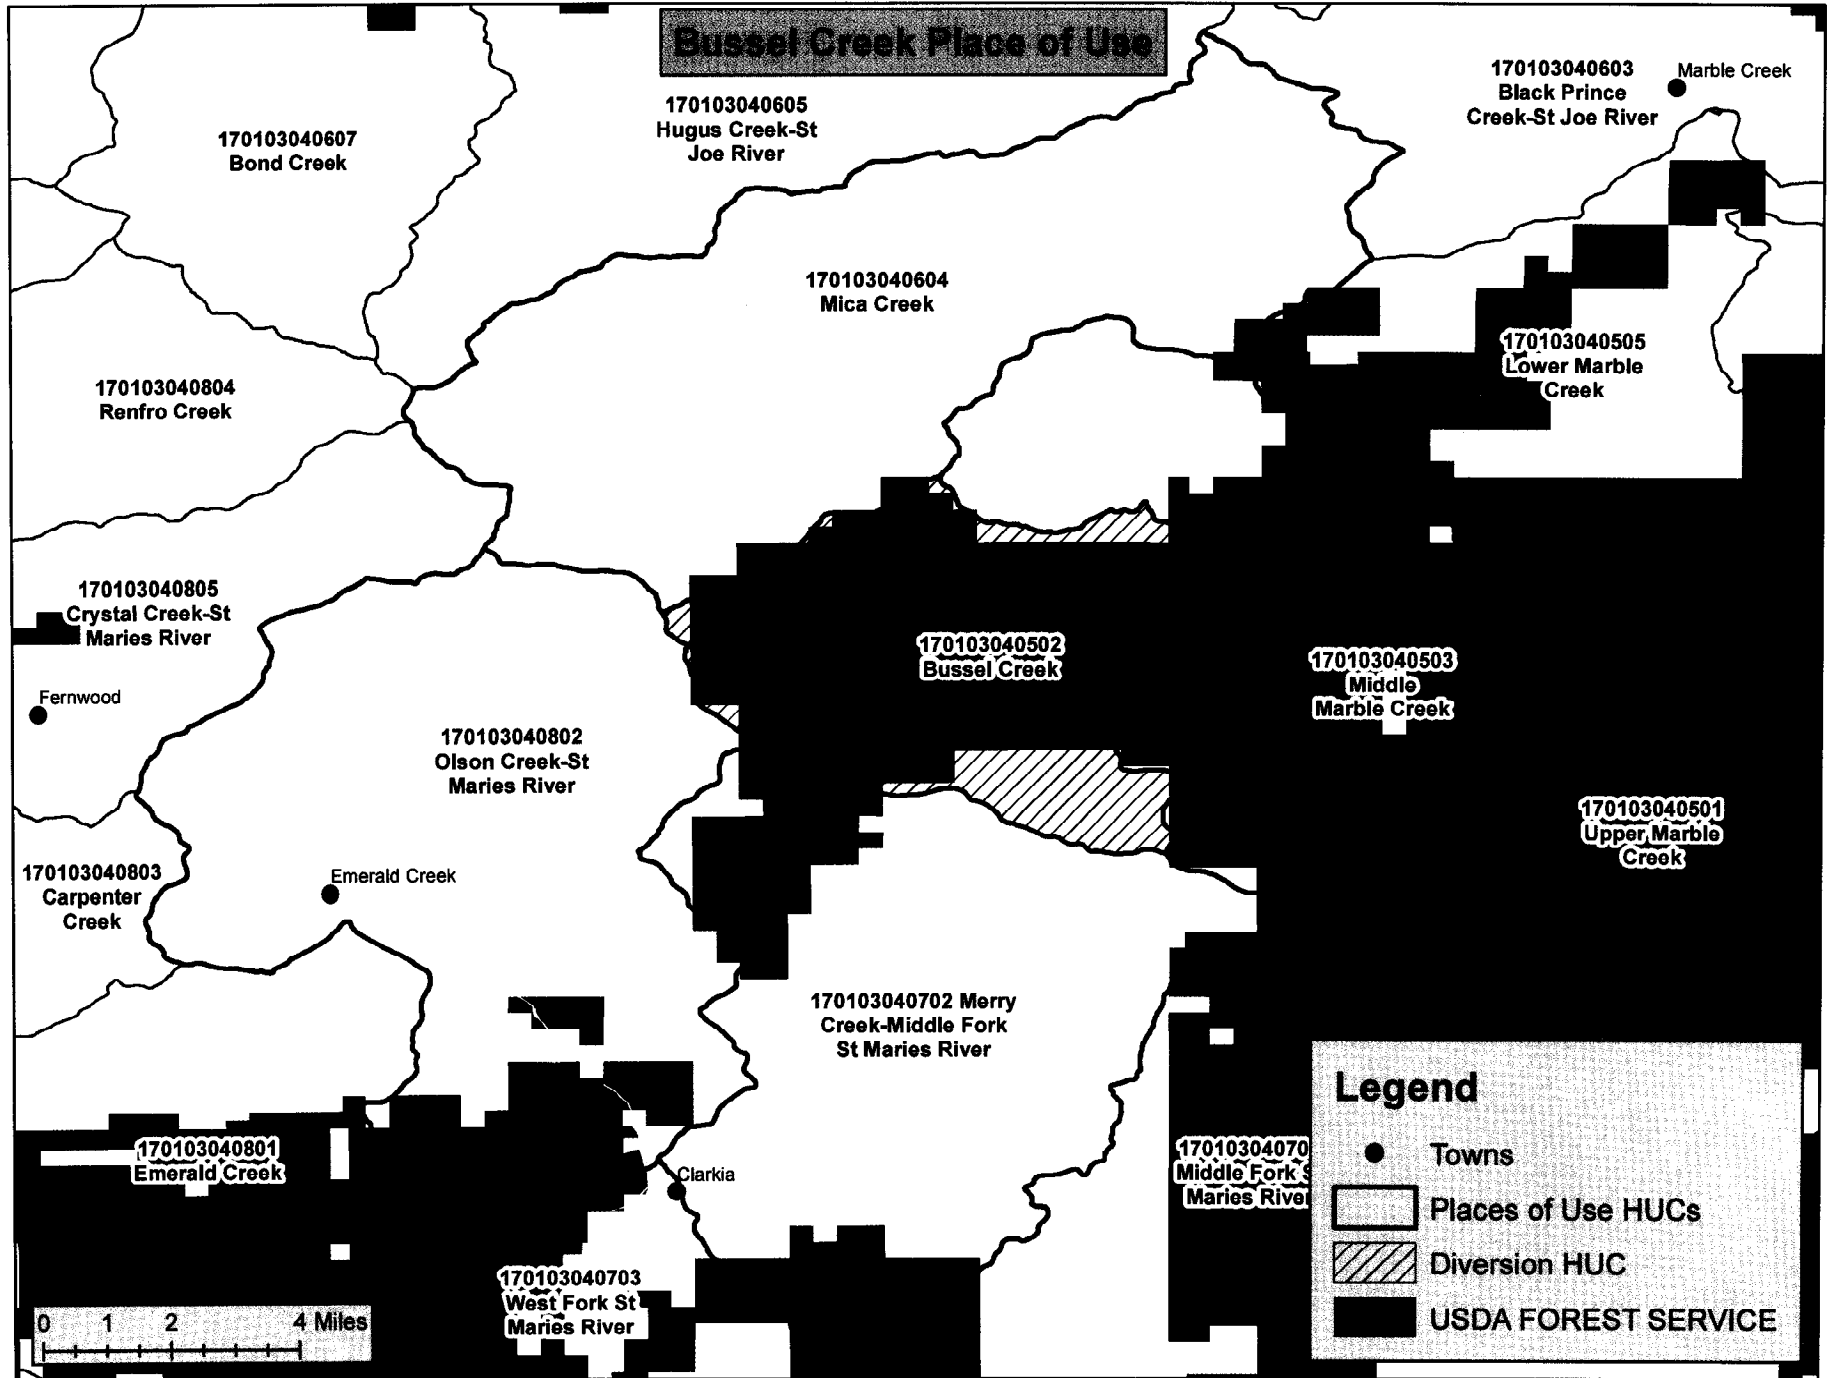 Bussel Creek Place of Use
170103040603
Black Prince
Creek-St Joe River
Marble Creek
170103040605
Hugus Creek-St
Joe River
170103040607
Bond Creek
170103040604
Mica Creek
170103040505
Lower Marble
Creek
170103040804
Renfro Creek
170103040805
Crystal Creek-St
Maries River
Fernwood
170103040502
Bussel Creek
170103040503
Middle
Marble Creek
170103040802
Olson Creek-St
Maries River
170103040501
Upper Marble
Creek
170103040803
Carpenter
Creek
Emerald Creek
170103040702 Merry
Creek-Middle Fork
St Maries River
170103040801
Emerald Creek
Clarkia
17010304070
Middle Fork S
Maries River
170103040703
West Fork St
Maries River
0 1 2 4 Miles
Legend
Towns
Places of Use HUCs
Diversion HUC
USDA FOREST SERVICE